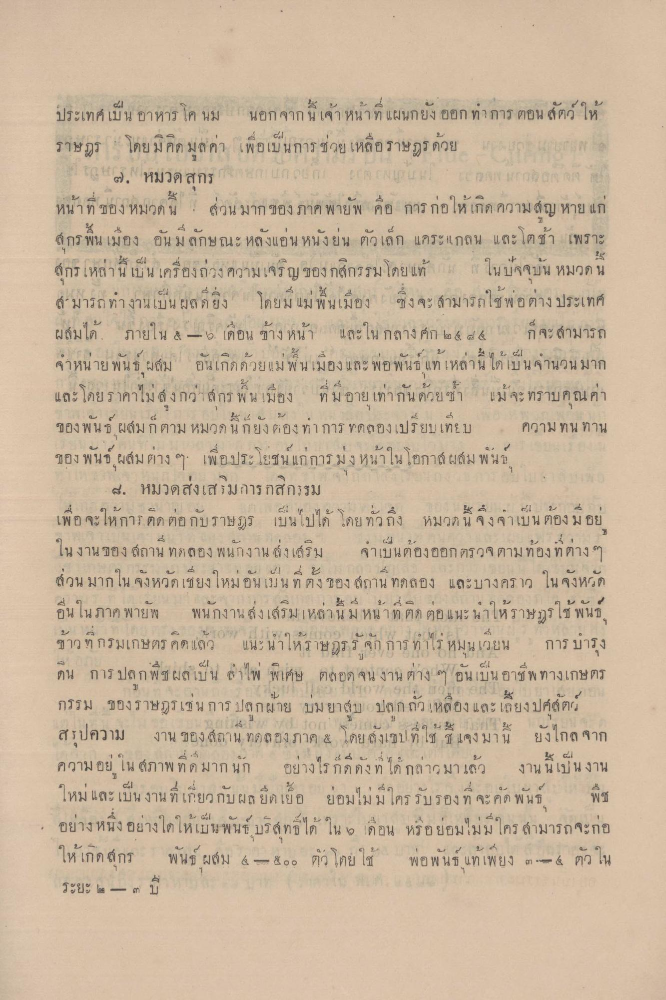 ประเทศเป็นอาหารโคนม นอกจากนี้เจ้าหน้าที่แผนกยังออกทำการตอนสัตว์ให้
ราษฎร โดยมิคิดมูลค่า เพื่อเป็นการช่วยเหลือราษฎรด้วย
๗. หมวดสุกร
หน้าที่ของหมวดนี้ ส่วนมากของภาคพายัพ คือ การก่อให้เกิดความสูญหายแก่
สุกรพื้นเมือง อันมีลักษณะหลังแอ่นหนังย่น ตัวเล็ก แคระแกลน และโตช้า เพราะ
สุกรเหล่านี้เป็นเครื่องถ่วงความเจริญของกสิกรรมโดยแท้ ในปัจจุบันหมวดนี้
สามารถทำงานเป็นผลดียิ่ง โดยมีแม่พื้นเมือง ซึ่งจะสามารถใช้พ่อต่างประเทศ
ผสมได้ ภายใน ๕ — ๖ เดือนข้างหน้า และในกลางศก ๒๔๘๔ ก็จะสามารถ
จำหน่ายพันธุ์ผสม อันเกิดด้วยแม่พื้นเมืองและพ่อพันธุ์แท้เหล่านี้ได้เป็นจำนวนมาก
และโดยราคาไม่สูงกว่าสุกรพื้นเมือง ที่มีอายุเท่ากันด้วยซ้ำ แม้จะทราบคุณค่า
ของพันธุ์ผสมก็ตามหมวดนี้ก็ยังต้องทำการทดลองเปรียบเทียบ ความทนทาน
ของพันธุ์ผสมต่างๆ เพื่อประโยชน์แก่การมุ่งหน้าในโอกาสผสมพันธุ์
๘. หมวดส่งเสริมการกสิกรรม
เพื่อจะให้การติดต่อกับราษฎร เป็นไปได้โดยทั่วถึง หมวดนี้จึงจำเป็นต้องมีอยู่
ในงานของสถานีทดลองพนักงานส่งเสริม จำเป็นต้องออกตรวจตามท้องที่ต่างๆ
ส่วนมากในจังหวัดเชียงใหม่อันเป็นที่ตั้งของสถานีทดลอง และบางคราว ในจังหวัด
อื่นในภาคพายัพ พนักงานส่งเสริมเหล่านี้มีหน้าที่ติดต่อแนะนำให้ราษฎรใช้พันธุ์
ข้าวที่กรมเกษตรคิดแล้ว แนะนำให้ราษฎรรู้จักการทำไร่หมุนเวียน การบำรุง
ดิน การปลูกพืชผลเป็น ลำไพ่ พิเศษ ตลอดจนงานต่างๆ อันเป็นอาชีพทางเกษตร
กรรม ของราษฎรเช่นการปลูกฝ้าย บ่มยาสูบ ปลูกถั่วเหลืองและเลี้ยงปศุสัตว์
สรุปความ งานของสถานีทดลองภาค ๕ โดยสังเขปที่ใช้ชี้แจงมานี้ ยังไกลจาก
ความอยู่ในสภาพที่ดีมากนัก อย่างไรก็ดีดังที่ได้กล่าวมาแล้ว งานนี้เป็นงาน
ใหม่และเป็นงานที่เกี่ยวกับผลยืดเยื้อ ย่อมไม่มีใครรับรองที่จะคัดพันธุ์ พืช
อย่างหนึ่งอย่างใดให้เป็นพันธุ์บริสุทธิ์ได้ ใน ๖ เดือน หรือย่อมไม่มีใครสามารถจะก่อ
ให้เกิดสุกร พันธุ์ผสม ๔ — ๕๐๐ ตัวโดยใช้ พ่อพันธุ์แท้เพียง ๓ — ๔ ตัวใน
ระยะ ๒ — ๓ ปี